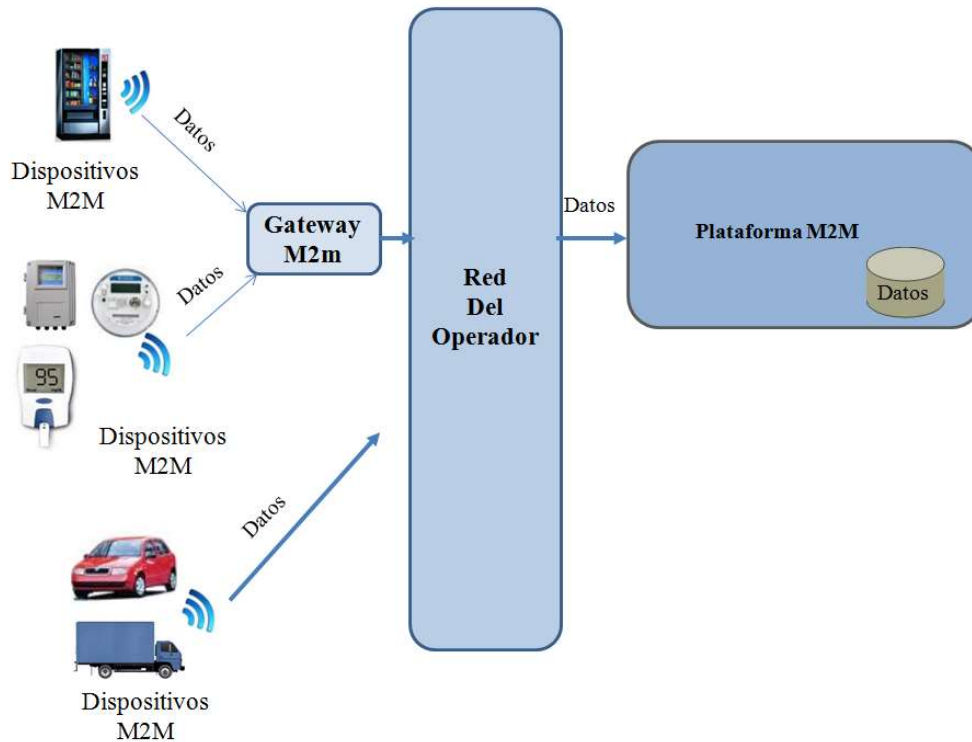 Datos
Dispositivos
M2M
Gateway
M2m
Datos
95
Dispositivos
M2M
Datos
Dispositivos
M2M
Red
Del
Operador
Datos
Plataforma M2M
Datos